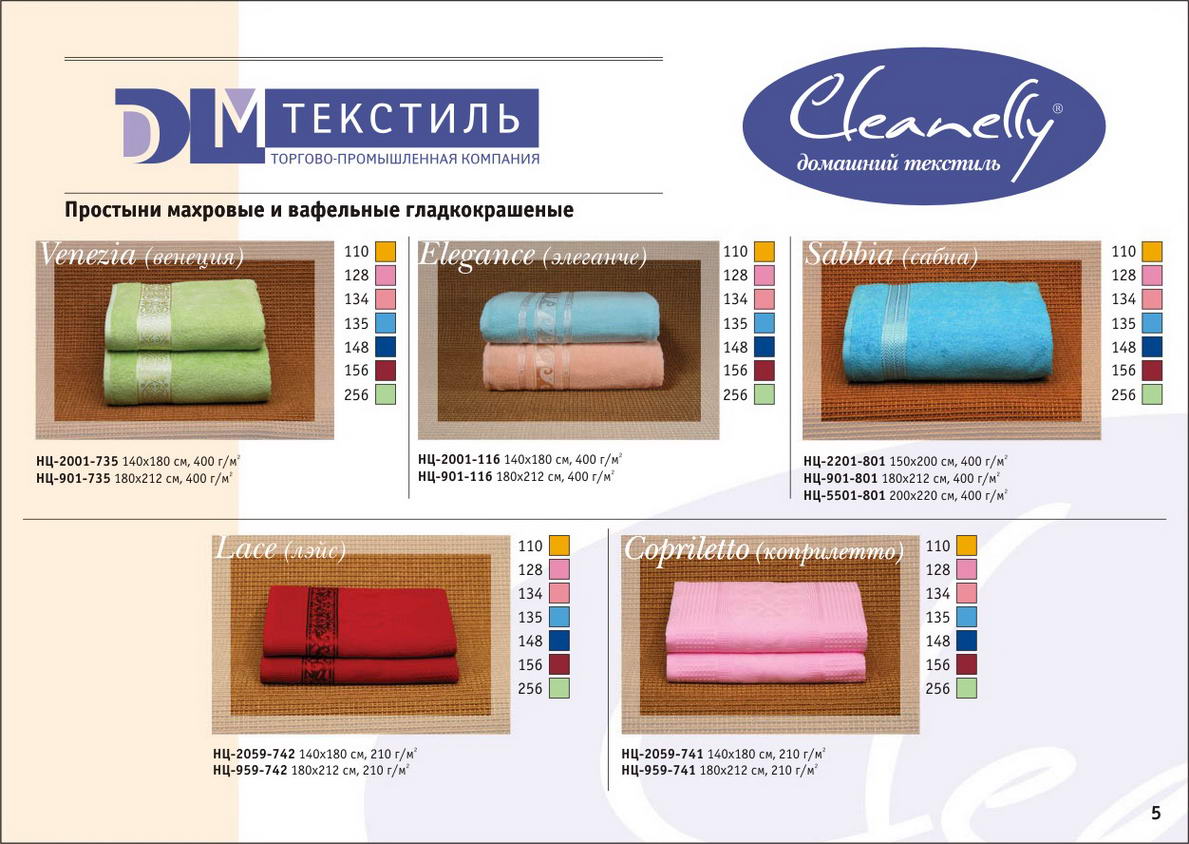 DM ТЕКСТИЛЬ
ТОРГОВО-ПРОМЫШЛЕННАЯ КОМПАНИЯ
Cleanelly®
домашний текстиль
Простыни махровые и вафельные гладкокрашеные
Venezia (венеция)
110
128
134
135
148
156
256
НЦ-2001-735 140х180 см, 400 г/м²
НЦ-901-735 180х212 см, 400 г/м²
Elegance (элеганче)
110
128
134
135
148
156
256
НЦ-2001-116 140х180 см, 400 г/м²
НЦ-901-116 180х212 см, 400 г/м²
Sabbia (сабиа)
110
128
134
135
148
156
256
НЦ-2201-801 150х200 см, 400 г/м²
НЦ-901-801 180х212 см, 400 г/м²
НЦ-5501-801 200х220 см, 400 г/м²
Lace (лэйс)
110
128
134
135
148
156
256
НЦ-2059-742 140х180 см, 210 г/м²
НЦ-959-742 180х212 см, 210 г/м²
Copriletto (коприлетто)
110
128
134
135
148
156
256
НЦ-2059-741 140х180 см, 210 г/м²
НЦ-959-741 180х212 см, 210 г/м²
5